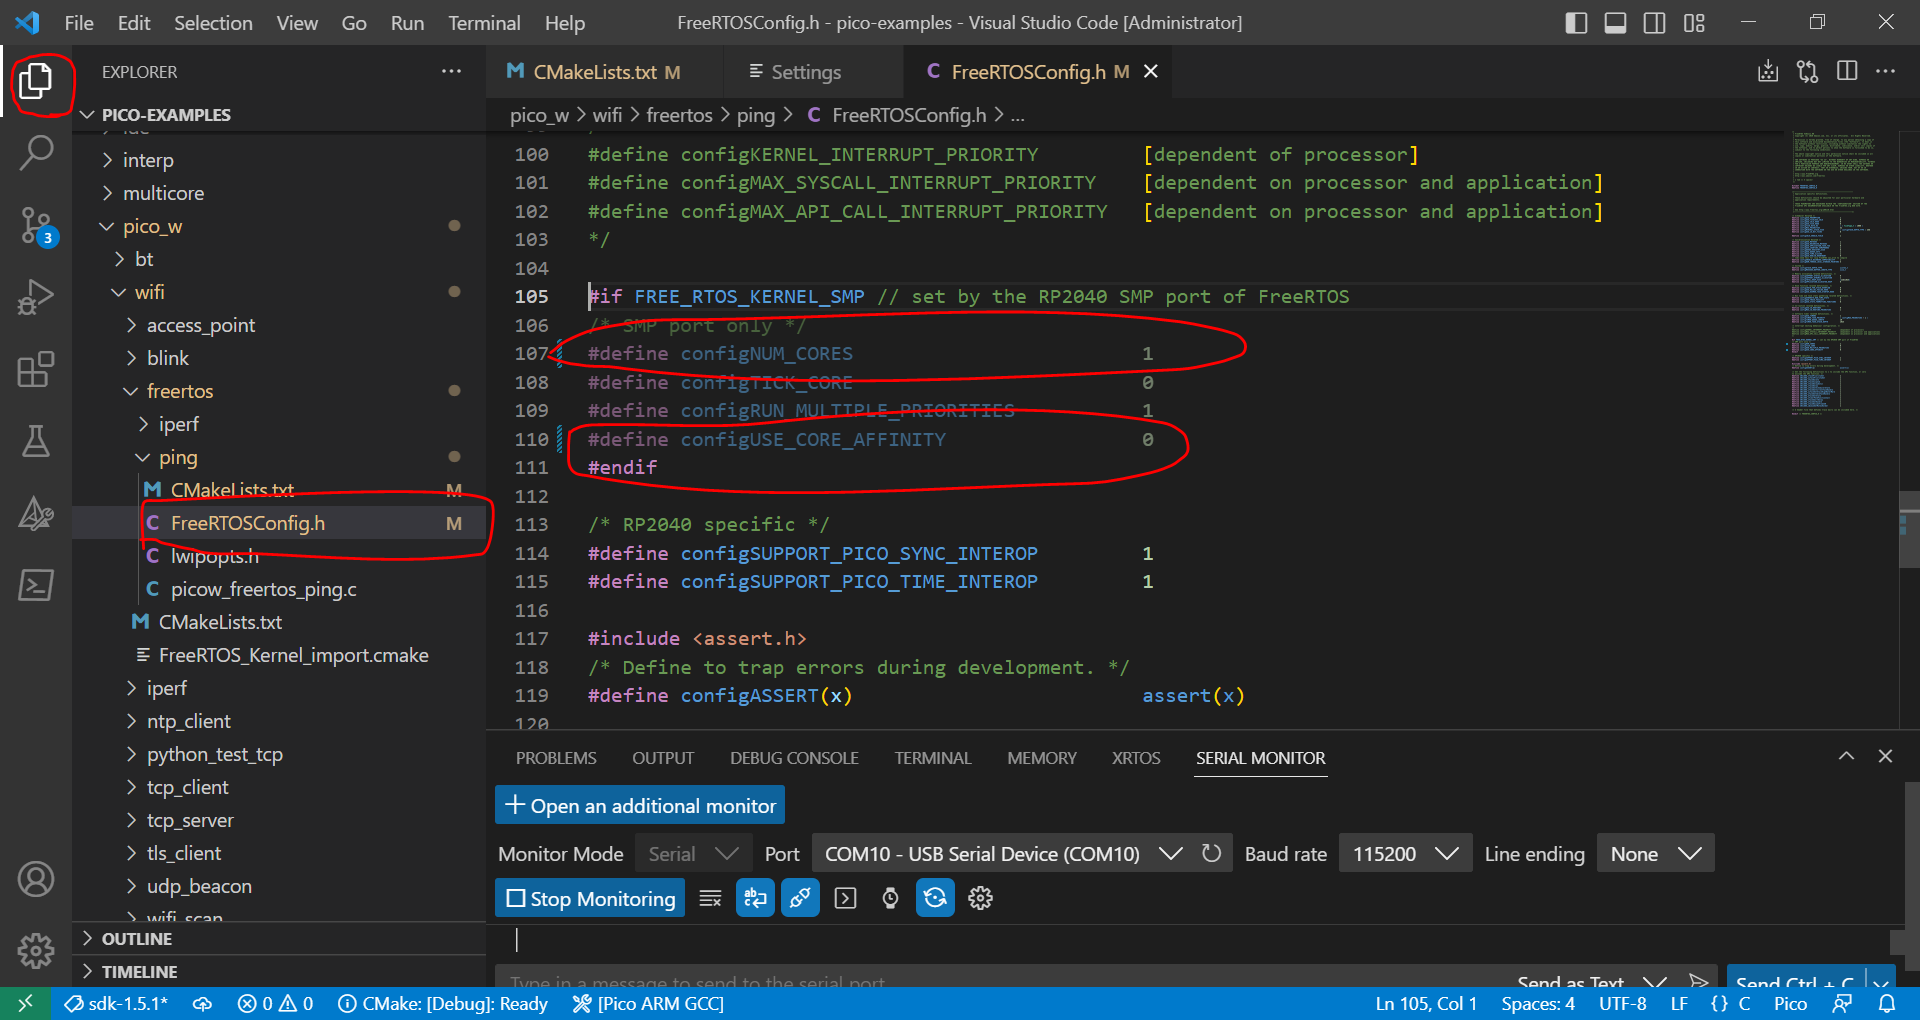 File Edit Selection View Go Run Terminal Help FreeRTOSConfig.h - pico-examples - Visual Studio Code [Administrator]
EXPLORER
PICO-EXAMPLES
interp
multicore
pico_w
bt
wifi
access_point
blink
freertos
iperf
ping
M CMakeLists.txt M
C FreeRTOSConfig.h M
C lwipopts.h
C picow_freertos_ping.c
M CMakeLists.txt
FreeRTOS_Kernel_import.cmake
iperf
ntp_client
python_test_tcp
tcp_client
tcp_server
tls_client
udp_beacon
wifi_scan
OUTLINE
TIMELINE
3
M CMakeLists.txt M Settings C FreeRTOSConfig.h M
pico_w > wifi > freertos > ping > C FreeRTOSConfig.h > ...
100 #define configKERNEL_INTERRUPT_PRIORITY [dependent of processor]
101 #define configMAX_SYSCALL_INTERRUPT_PRIORITY [dependent on processor and application]
102 #define configMAX_API_CALL_INTERRUPT_PRIORITY [dependent on processor and application]
103 */
104
105 #if FREE_RTOS_KERNEL_SMP // set by the RP2040 SMP port of FreeRTOS
106 /* SMP port only */
107 #define configNUM_CORES 1
108 #define configTICK_CORE 0
109 #define configRUN_MULTIPLE_PRIORITIES 1
110 #define configUSE_CORE_AFFINITY 0
111 #endif
112
113 /* RP2040 specific */
114 #define configSUPPORT_PICO_SYNC_INTEROP 1
115 #define configSUPPORT_PICO_TIME_INTEROP 1
116
117 #include <assert.h>
118 /* Define to trap errors during development. */
119 #define configASSERT(x) assert(x)
120
PROBLEMS OUTPUT DEBUG CONSOLE TERMINAL MEMORY XRTOS SERIAL MONITOR
+ Open an additional monitor
Monitor Mode Serial Port COM10 - USB Serial Device (COM10) Baud rate 115200 Line ending None
Stop Monitoring
Type in a message to send to the serial port Send as Text Send Ctrl + C
sdk-1.5.1* 0 0 CMake: [Debug]: Ready [Pico ARM GCC] Ln 105, Col 1 Spaces: 4 UTF-8 LF {} C Pico